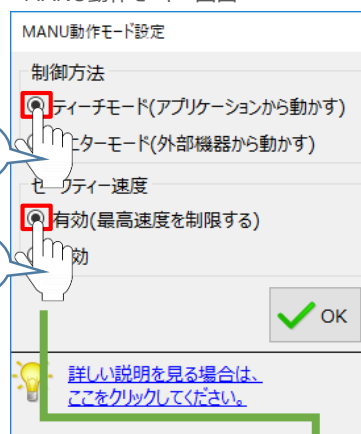 MANU動作モード設定
制御方法
ティーチモード(アプリケーションから動かす)
ターモード(外部機器から動かす)
セ ティー速度
有効(最高速度を制限する)
効
OK
詳しい説明を見る場合は、
ここをクリックしてください。